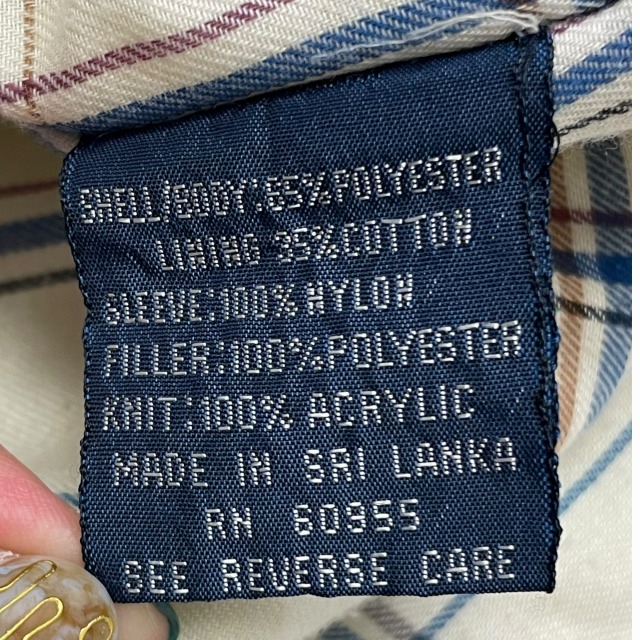 SHELL/BODY:65%POLYESTER
LINING 35%COTTON
SLEEVE:100% NYLON
FILLER:100%POLYESTER
KNIT:100% ACRYLIC
MADE IN SRI LANKA
RN 60955
SEE REVERSE CARE